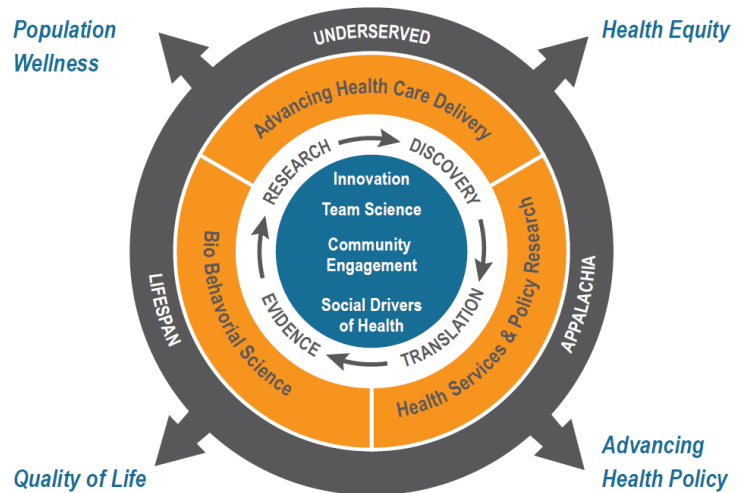 Population
Wellness
UNDERSERVED
Health Equity
Advancing Health Care Delivery
RESEARCH
DISCOVERY
Innovation
Team Science
Community
Engagement
Social Drivers
of Health
Bio Behavorial Science
Health Services & Policy Research
EVIDENCE
TRANSLATION
LIFESPAN
APPALACHIA
Quality of Life
Advancing
Health Policy